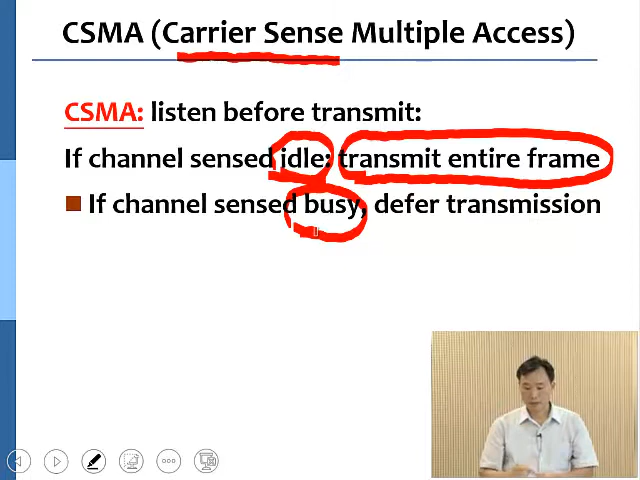 CSMA (Carrier Sense Multiple Access)
CSMA: listen before transmit:
If channel sensed idle: transmit entire frame
If channel sensed busy, defer transmission